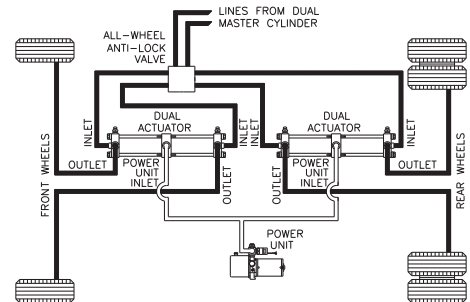 LINES FROM DUAL
MASTER CYLINDER
ALL-WHEEL
ANTI-LOCK
VALVE
FRONT WHEELS
INLET
DUAL
ACTUATOR
INLET
INLET
DUAL
ACTUATOR
INLET
REAR WHEELS
OUTLET
POWER
UNIT
INLET
OUTLET
OUTLET
POWER
UNIT
INLET
OUTLET
POWER
UNIT